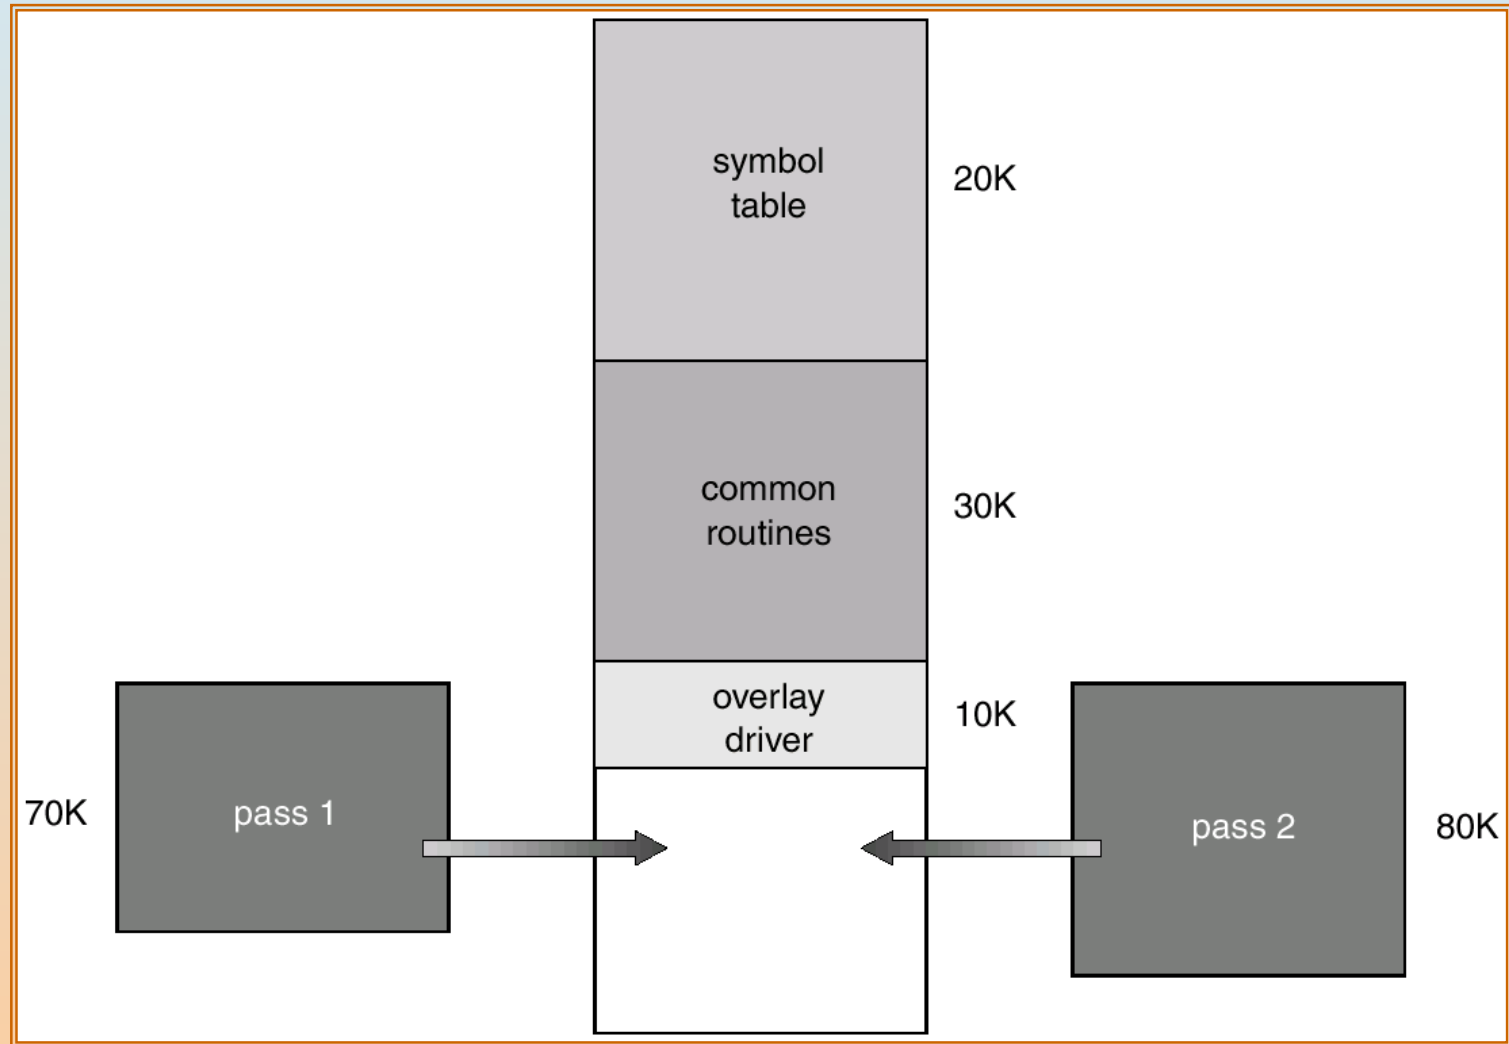 symbol
table
20K
common
routines
30K
overlay
driver
10K
70K
pass 1
pass 2
80K